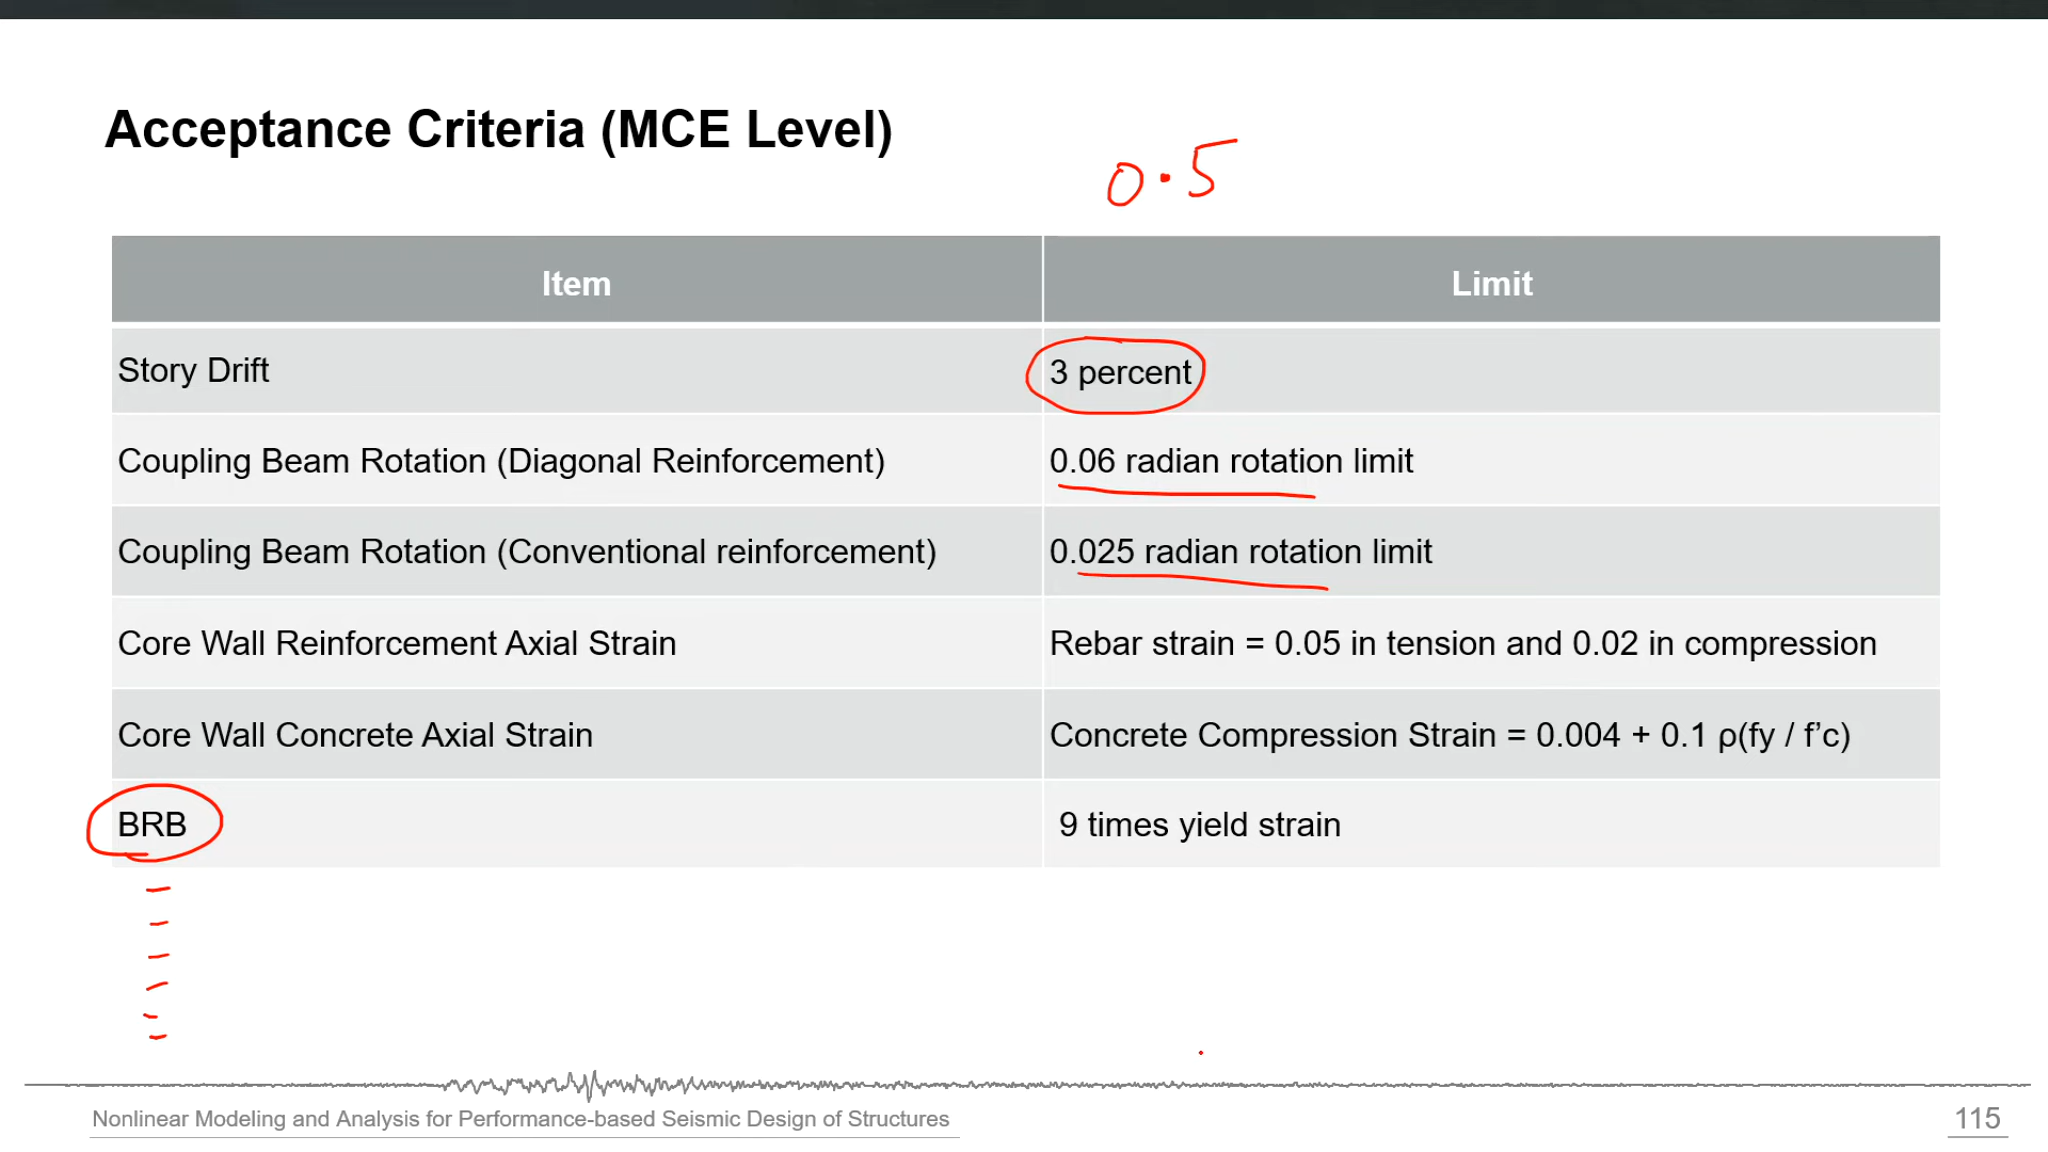 Acceptance Criteria (MCE Level)
0.5
Item Limit
Story Drift 3 percent
Coupling Beam Rotation (Diagonal Reinforcement) 0.06 radian rotation limit
Coupling Beam Rotation (Conventional reinforcement) 0.025 radian rotation limit
Core Wall Reinforcement Axial Strain Rebar strain = 0.05 in tension and 0.02 in compression
Core Wall Concrete Axial Strain Concrete Compression Strain = 0.004 + 0.1 ρ(fy / f’c)
BRB 9 times yield strain
Nonlinear Modeling and Analysis for Performance-based Seismic Design of Structures 115